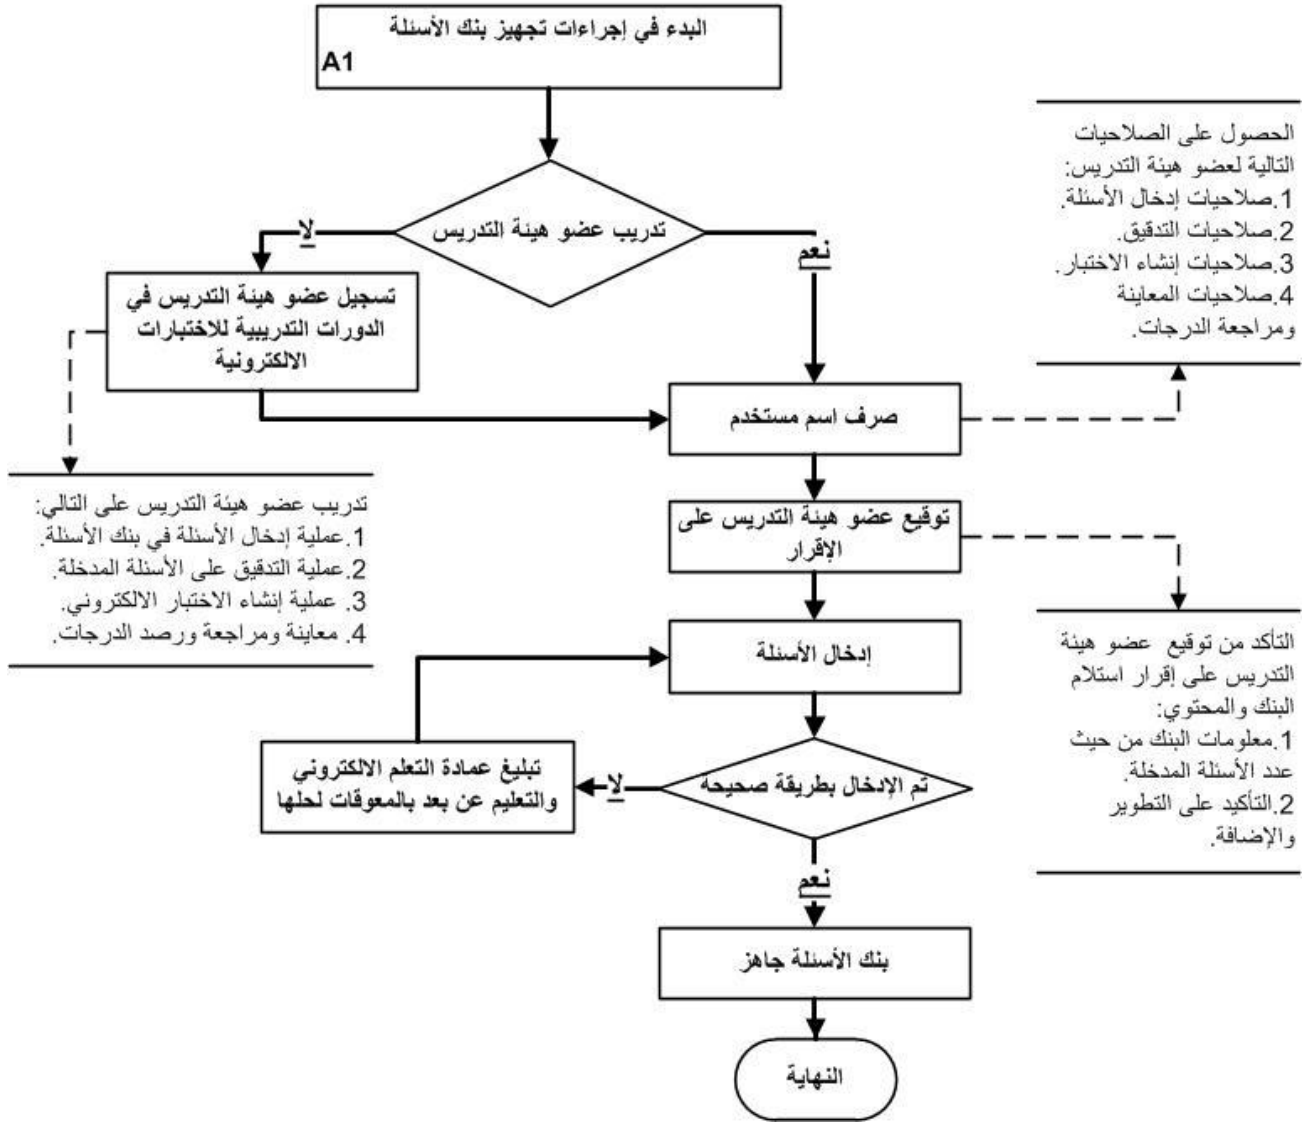 البدء في إجراءات تجهيز بنك الأسئلة
A1
تدريب عضو هيئة التدريس
نعم
لا
الحصول على الصلاحيات
التالية لعضو هيئة التدريس:
1.صلاحيات إدخال الأسئلة.
2.صلاحيات التدقيق.
3.صلاحيات إنشاء الاختبار.
4.صلاحيات المعاينة
ومراجعة الدرجات.
تسجيل عضو هيئة التدريس في
الدورات التدريبية للاختبارات
الالكترونية
صرف اسم مستخدم
تدريب عضو هيئة التدريس على التالي:
1.عملية إدخال الأسئلة في بنك الأسئلة.
2.عملية التدقيق على الأسئلة المدخلة.
3. عملية إنشاء الاختبار الالكتروني.
4. معاينة ومراجعة ورصد الدرجات.
توقيع عضو هيئة التدريس على
الإقرار
التأكد من توقيع عضو هيئة
التدريس على إقرار استلام
البنك والمحتوي:
1.معلومات البنك من حيث
عدد الأسئلة المدخلة.
2.التأكيد على التطوير
والإضافة.
إدخال الأسئلة
تم الإدخال بطريقة صحيحة
لا
تبليغ عمادة التعلم الالكتروني
والتعليم عن بعد بالمعوقات لحلها
نعم
بنك الأسئلة جاهز
النهاية